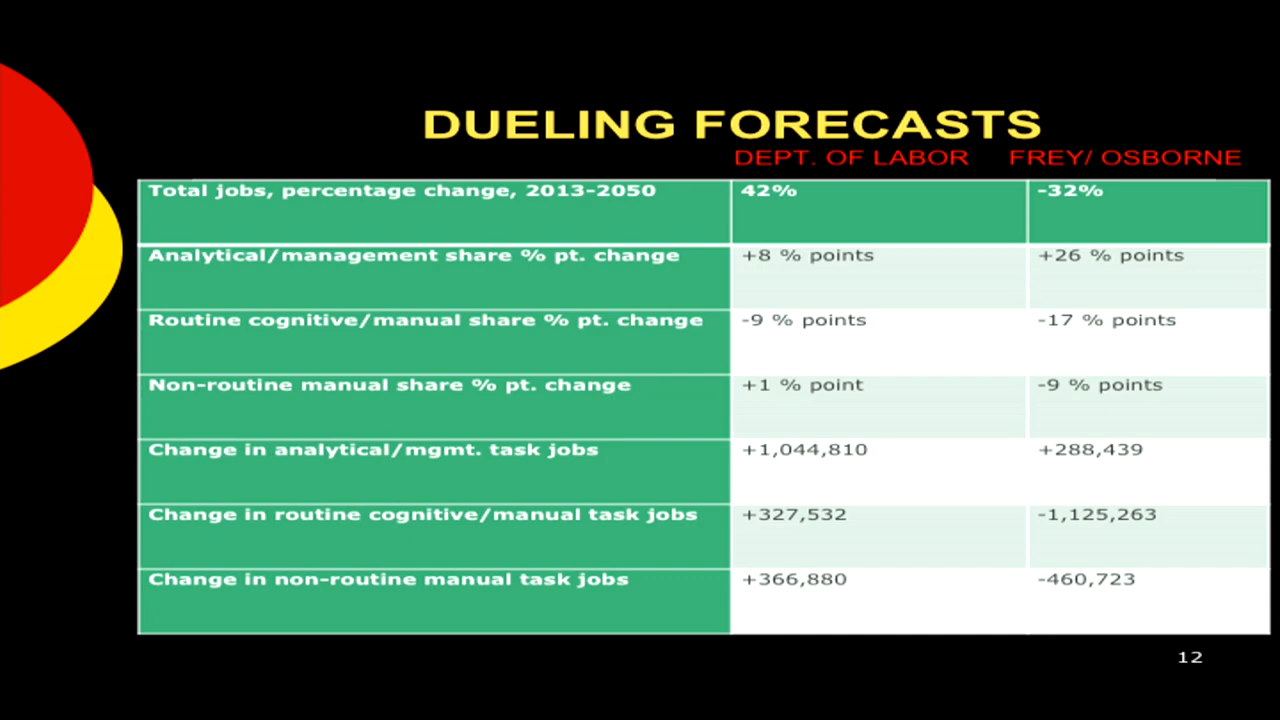 DUELING FORECASTS
DEPT. OF LABOR FREY/ OSBORNE
Total jobs, percentage change, 2013-2050 42% -32%
Analytical/management share % pt. change +8 % points +26 % points
Routine cognitive/manual share % pt. change -9 % points -17 % points
Non-routine manual share % pt. change +1 % point -9 % points
Change in analytical/mgmt. task jobs +1,044,810 +288,439
Change in routine cognitive/manual task jobs +327,532 -1,125,263
Change in non-routine manual task jobs +366,880 -460,723
12